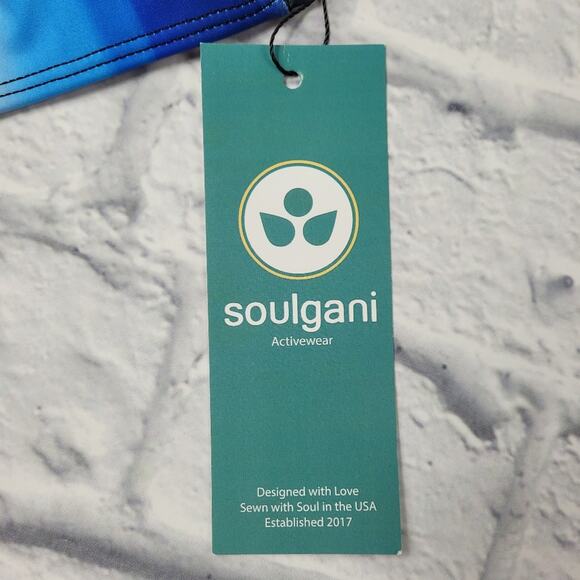 soulgani
Activewear
Designed with Love
Sewn with Soul in the USA
Established 2017